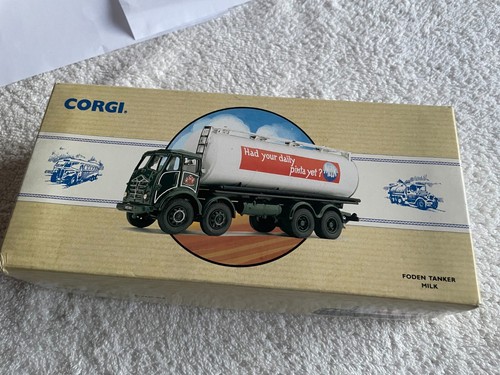 CORGI.
Had your daily
pinta yet?
FODEN TANKER
MILK